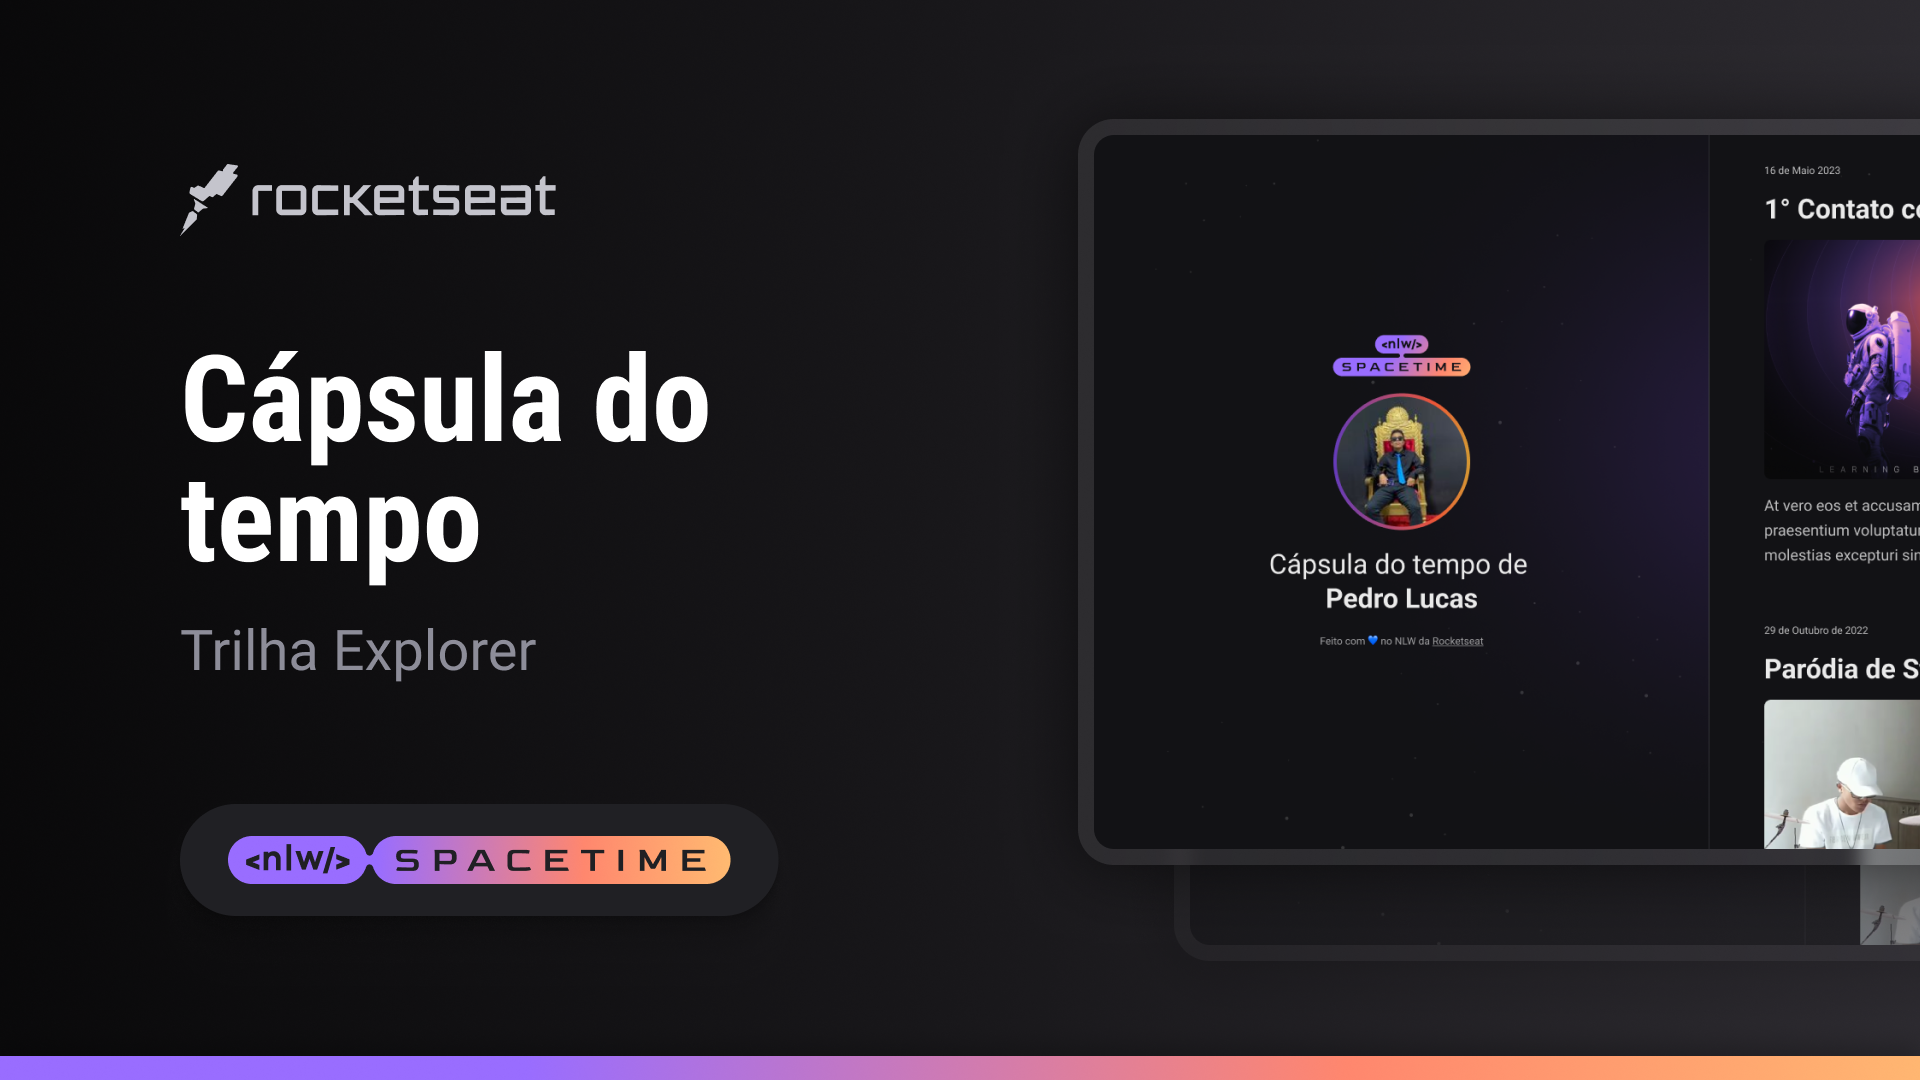 rocketseat
Cápsula do
tempo
Trilha Explorer
<nlw/> SPACETIME
<nlw/>
SPACETIME
Cápsula do tempo de
Pedro Lucas
Feito com 💙 no NLW da Rocketseat
16 de Maio 2023
1° Contato
LEARNING
At vero eos et accusam
praesentium voluptatu
molestias excepturi sin
29 de Outubro de 2022
Paródia de